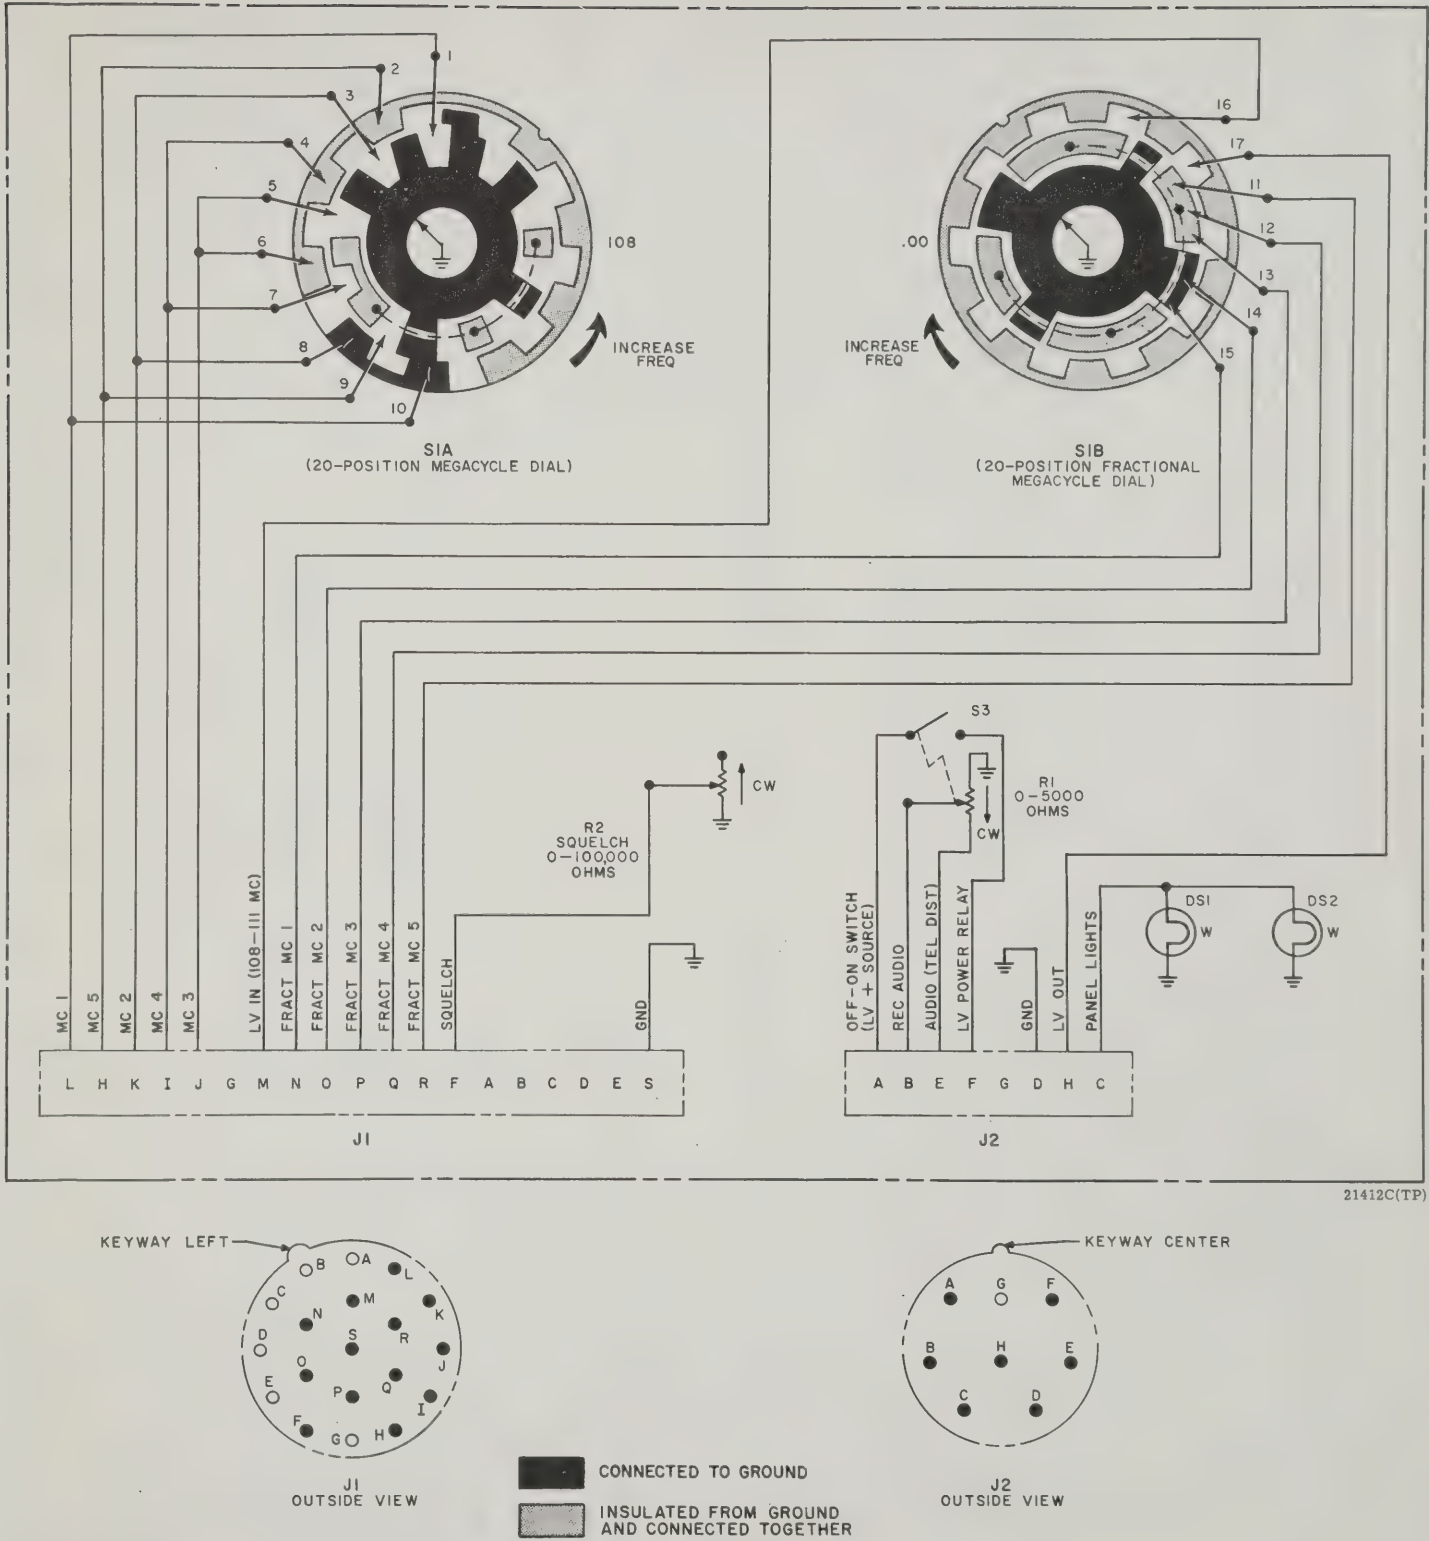 1
2
3
4
5
6
7
8
9
10
108
INCREASE
FREQ
S1A
(20-POSITION MEGACYCLE DIAL)
16
17
11
12
13
14
15
.00
INCREASE
FREQ
S1B
(20-POSITION FRACTIONAL
MEGACYCLE DIAL)
S3
CW
R2
SQUELCH
0-100,000
OHMS
R1
0-5000
OHMS
CW
DS1
W
DS2
W
MC 1
MC 5
MC 2
MC 4
MC 3
LV IN (108-111 MC)
FRACT MC 1
FRACT MC 2
FRACT MC 3
FRACT MC 4
FRACT MC 5
SQUELCH
GND
OFF-ON SWITCH
(LV + SOURCE)
REC AUDIO
AUDIO (TEL DIST)
LV POWER RELAY
GND
LV OUT
PANEL LIGHTS
L H K I J G M N O P Q R F A B C D E S
J1
A B E F G D H C
J2
21412C(TP)
KEYWAY LEFT
B A L
C M K
N R
D S J
O Q
E P I
F G H
J1
OUTSIDE VIEW
KEYWAY CENTER
A G F
B H E
C D
J2
OUTSIDE VIEW
CONNECTED TO GROUND
INSULATED FROM GROUND
AND CONNECTED TOGETHER